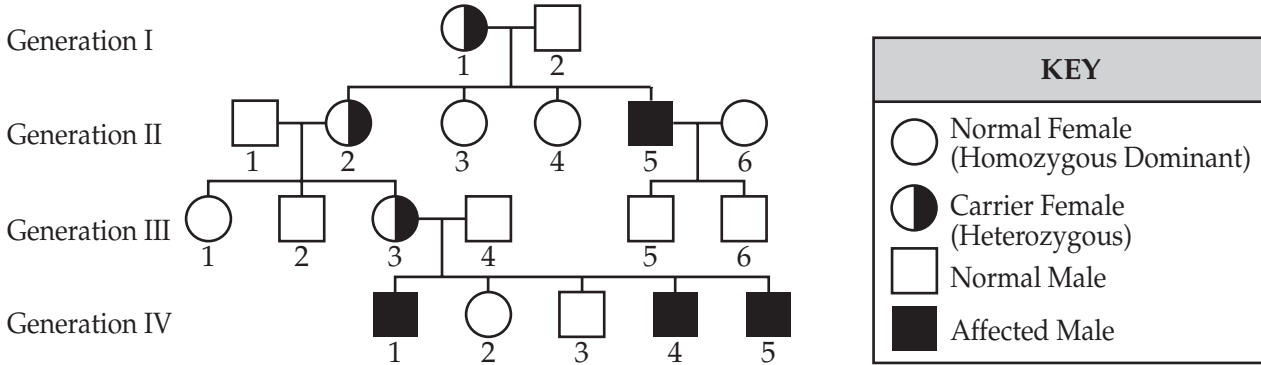 Generation I
1 2
Generation II
1 2 3 4 5 6
Generation III
1 2 3 4 5 6
Generation IV
1 2 3 4 5
KEY
Normal Female
(Homozygous Dominant)
Carrier Female
(Heterozygous)
Normal Male
Affected Male